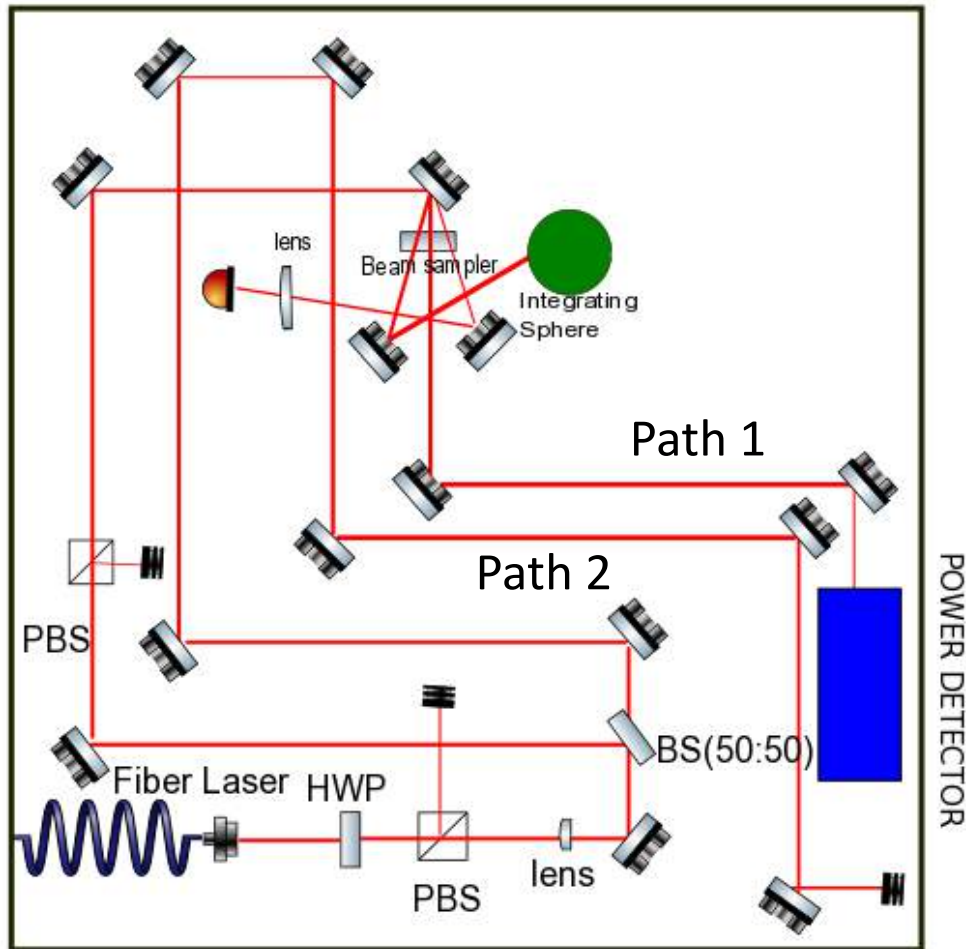 lens
Beam sampler
Integrating
Sphere
Path 1
Path 2
PBS
POWER DETECTOR
BS(50:50)
Fiber Laser
HWP
PBS
lens